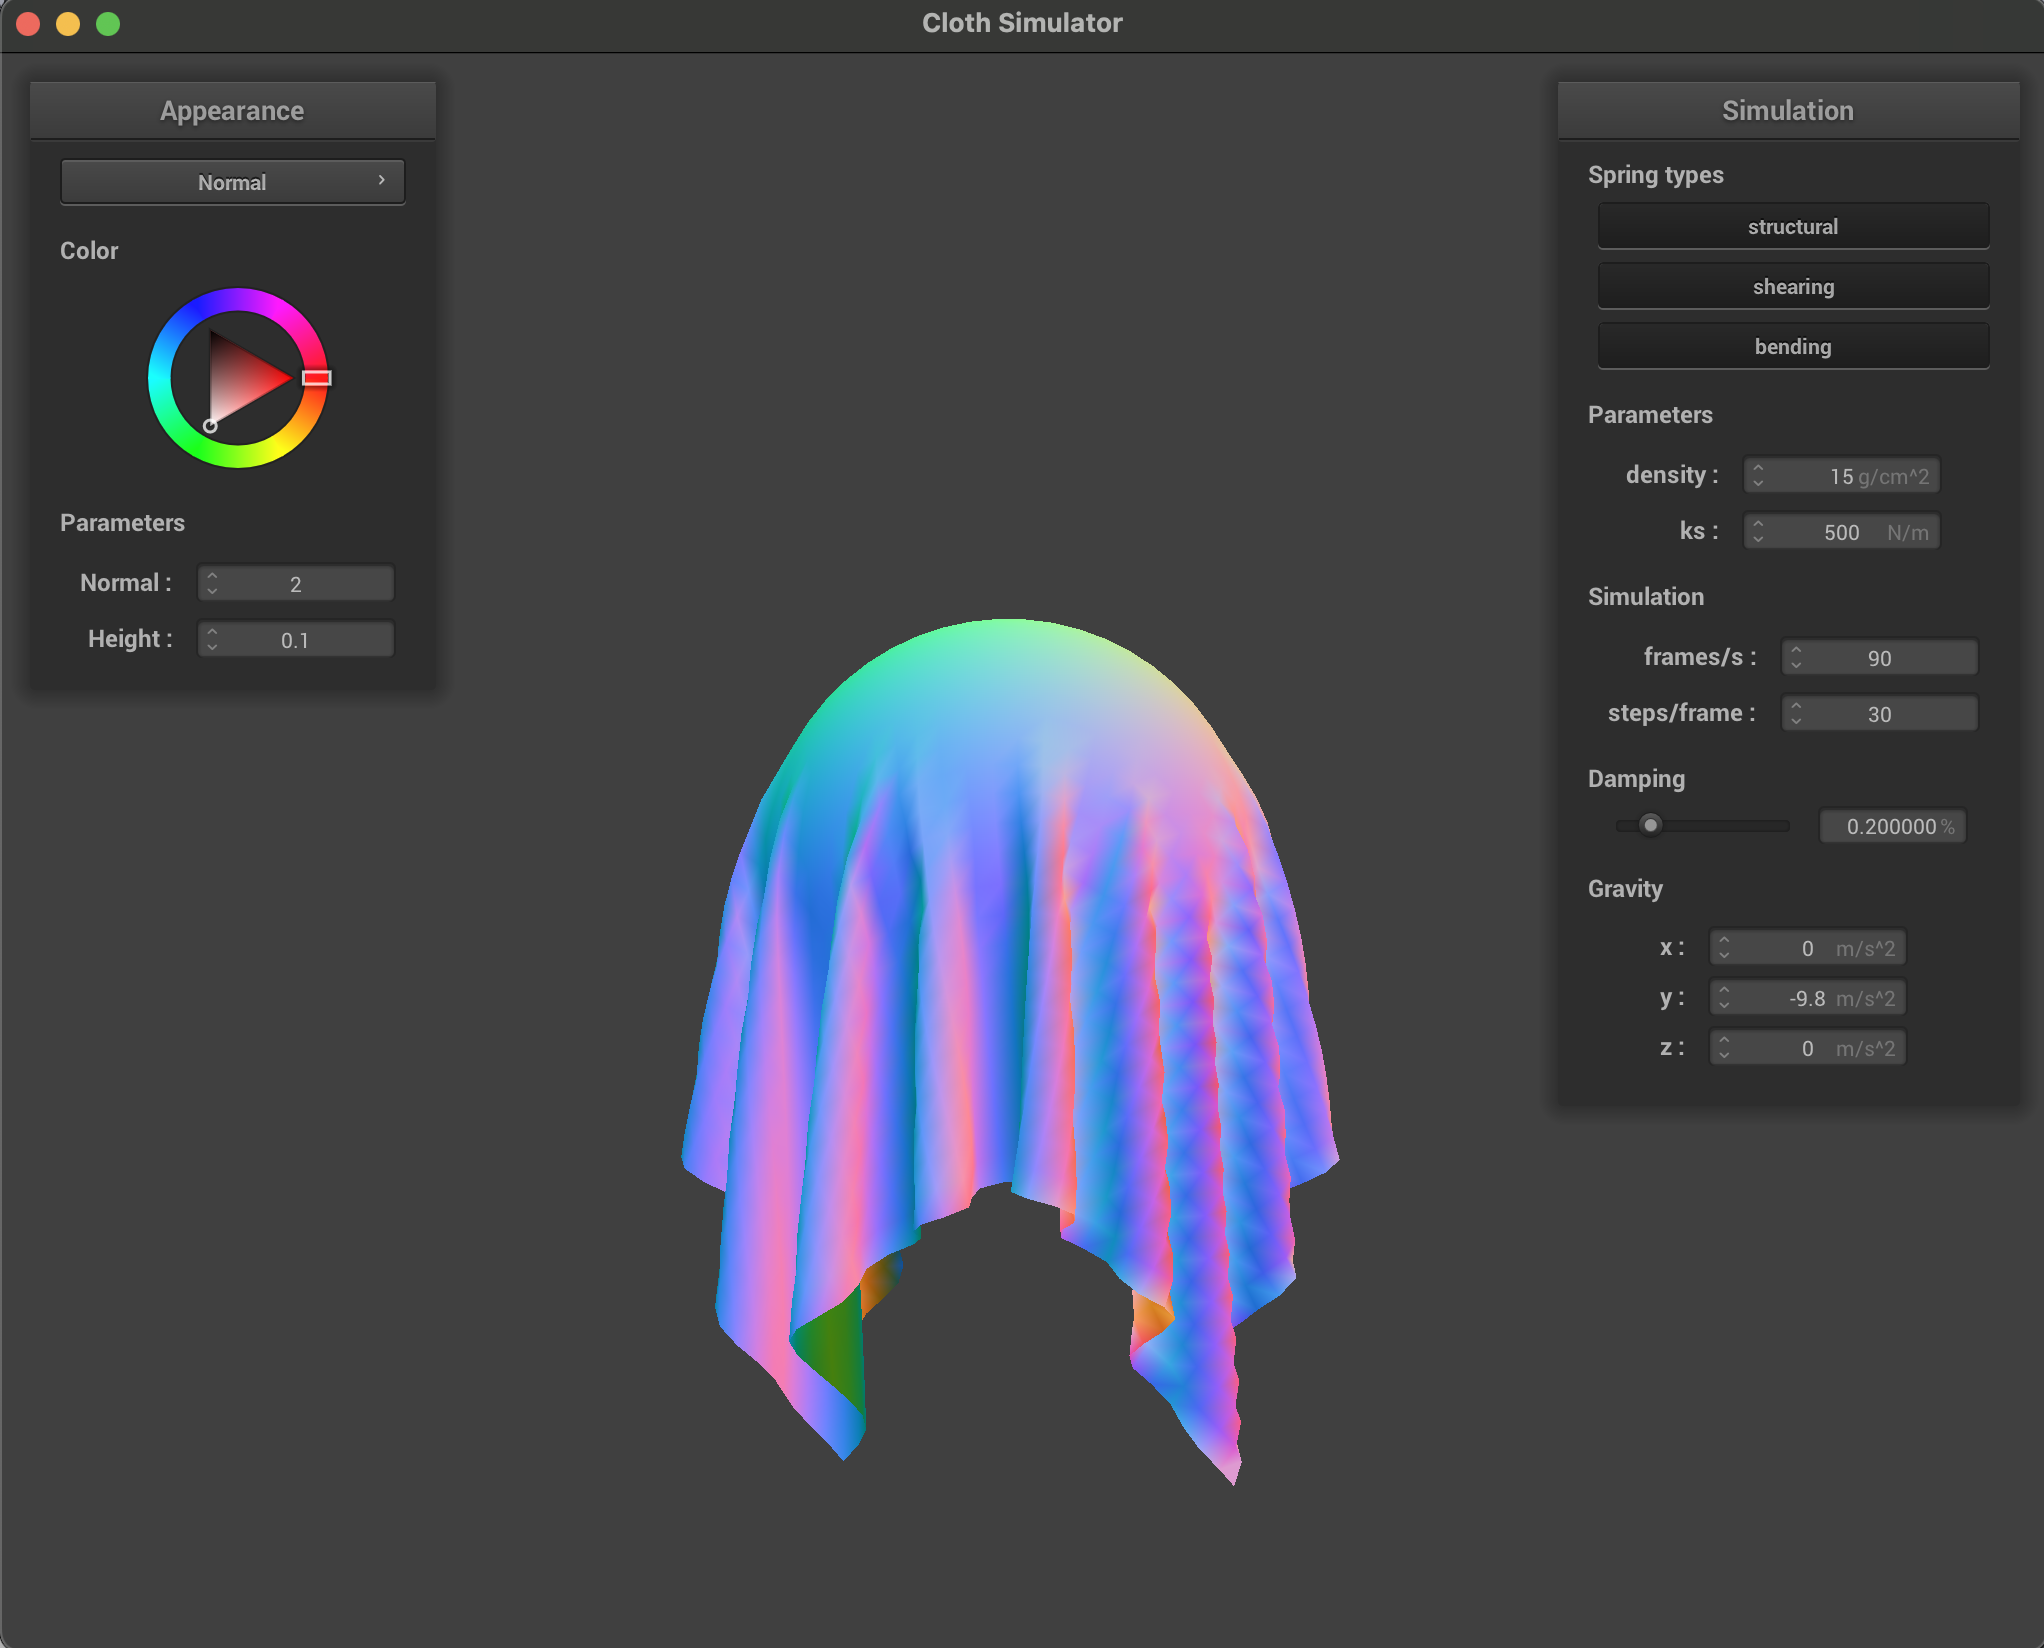 Cloth Simulator
Appearance
Normal
Color
Parameters
Normal : 2
Height : 0.1
Simulation
Spring types
structural
shearing
bending
Parameters
density : 15 g/cm^2
ks : 500 N/m
Simulation
frames/s : 90
steps/frame : 30
Damping
0.200000 %
Gravity
x : 0 m/s^2
y : -9.8 m/s^2
z : 0 m/s^2